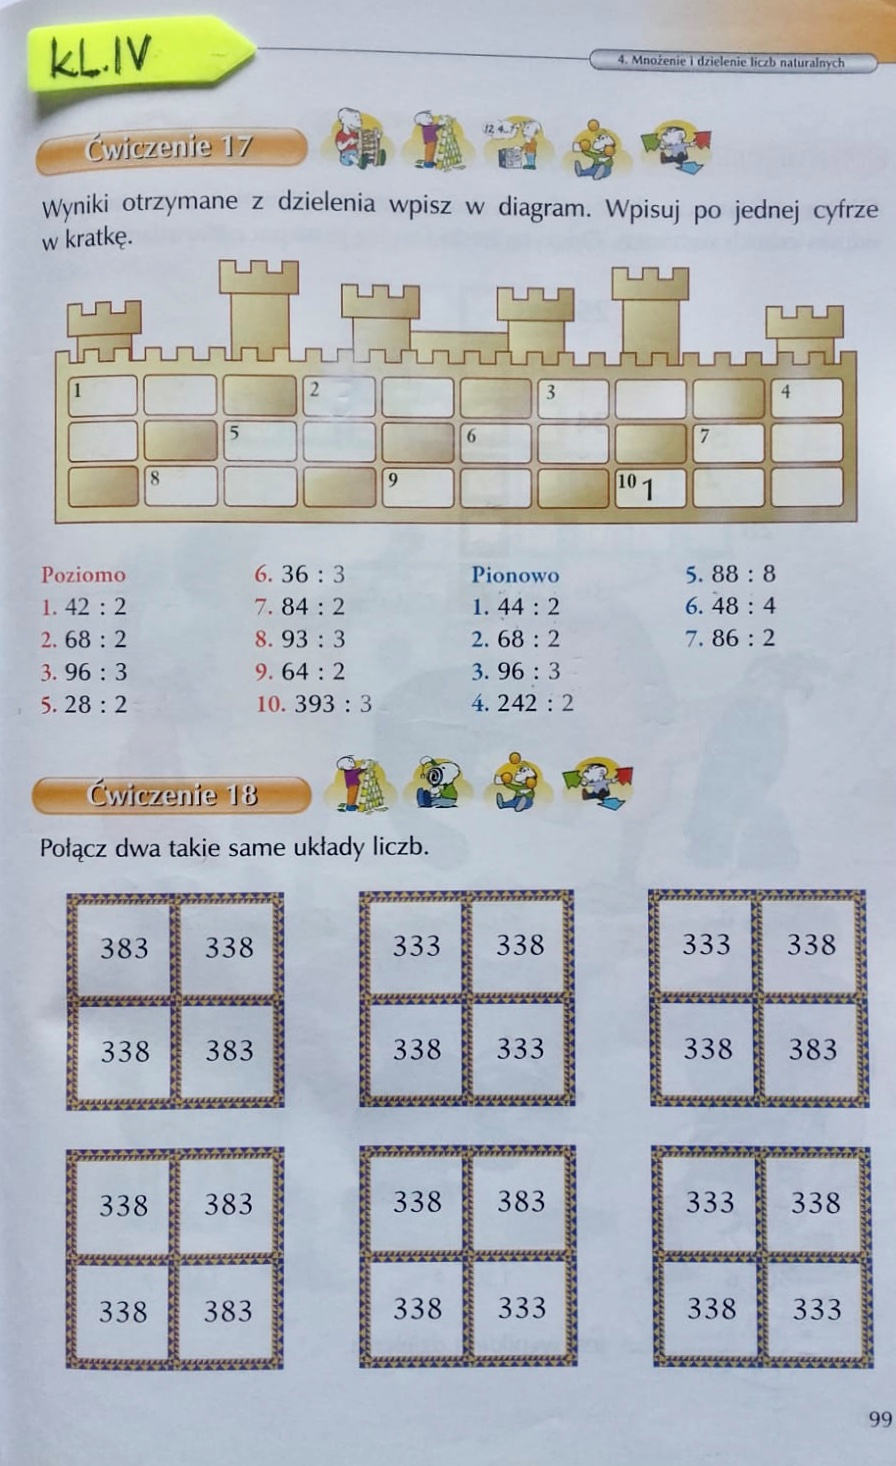 KL.IV
4. Mnożenie i dzielenie liczb naturalnych
Ćwiczenie 17
Wyniki otrzymane z dzielenia wpisz w diagram. Wpisuj po jednej cyfrze
w kratkę.
1 2 3 4
5 6 7
8 9 10 1
Poziomo
1. 42 : 2
2. 68 : 2
3. 96 : 3
5. 28 : 2
6. 36 : 3
7. 84 : 2
8. 93 : 3
9. 64 : 2
10. 393 : 3
Pionowo
1. 44 : 2
2. 68 : 2
3. 96 : 3
4. 242 : 2
5. 88 : 8
6. 48 : 4
7. 86 : 2
Ćwiczenie 18
Połącz dwa takie same układy liczb.
383 338 333 338 333 338
338 383 338 333 338 383
338 383 338 383 333 338
338 383 338 333 338 333
99